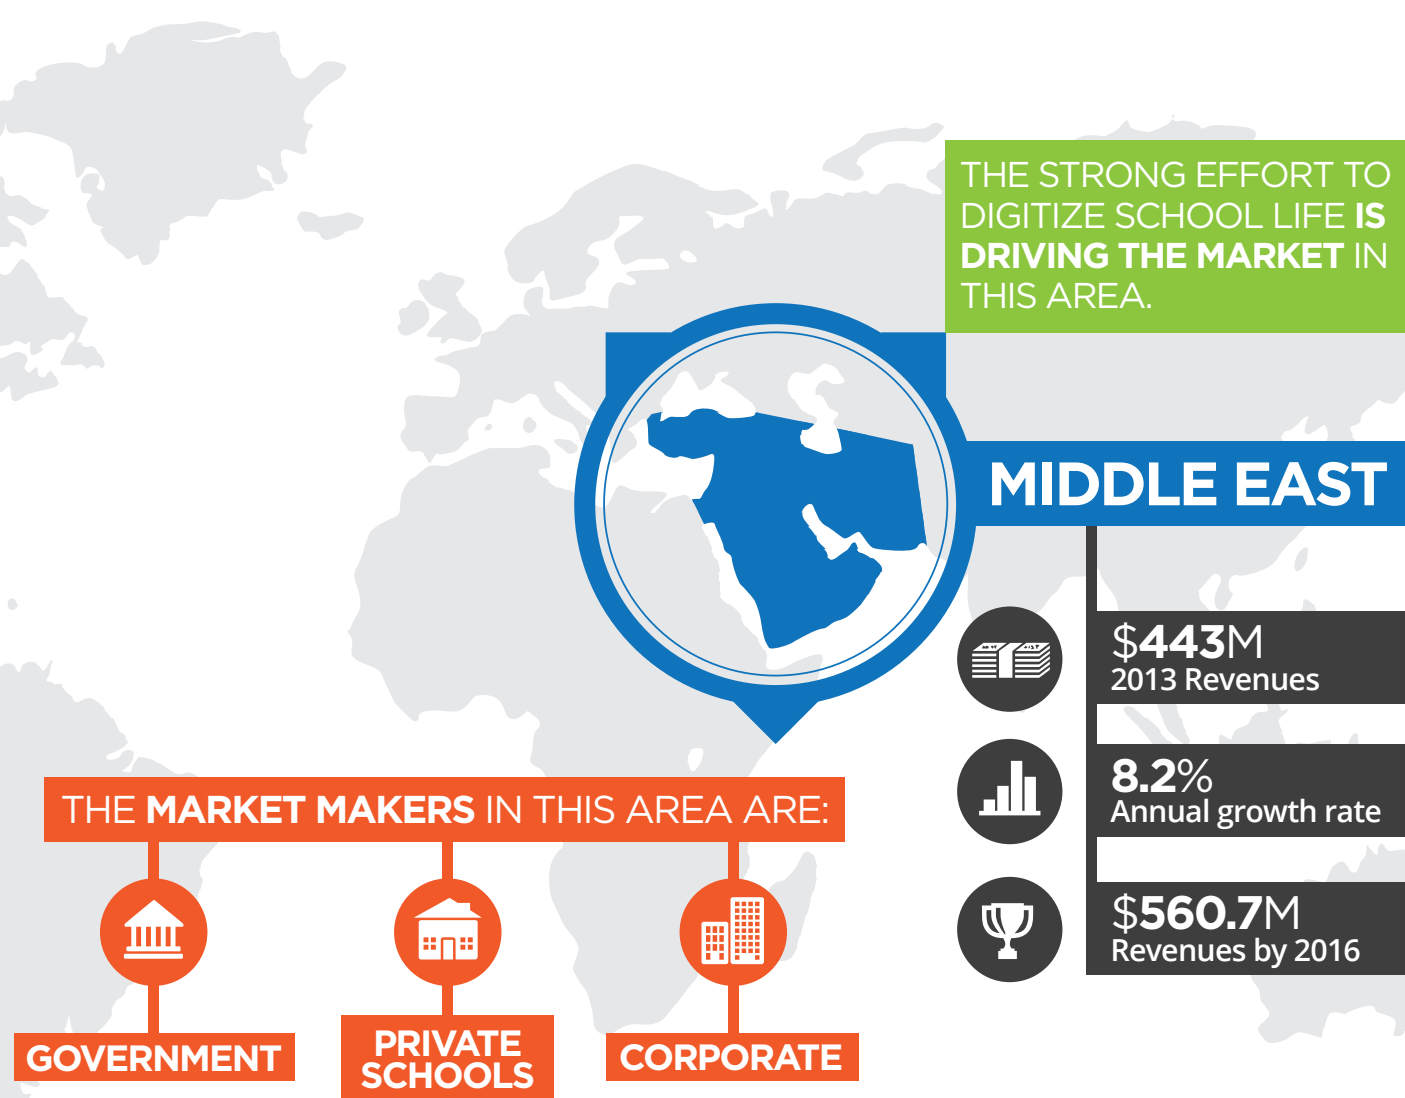 THE STRONG EFFORT TO
DIGITIZE SCHOOL LIFE IS
DRIVING THE MARKET IN
THIS AREA.
MIDDLE EAST
$443M
2013 Revenues
8.2%
Annual growth rate
$560.7M
Revenues by 2016
THE MARKET MAKERS IN THIS AREA ARE:
GOVERNMENT
PRIVATE
SCHOOLS
CORPORATE